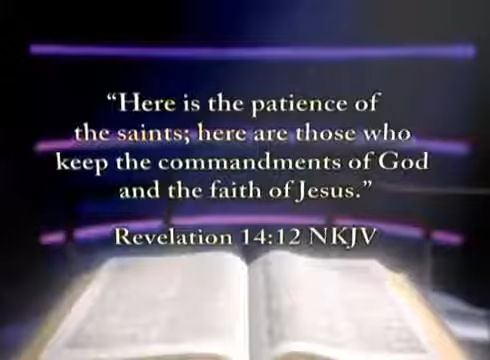 “Here is the patience of
the saints; here are those who
keep the commandments of God
and the faith of Jesus.”
Revelation 14:12 NKJV